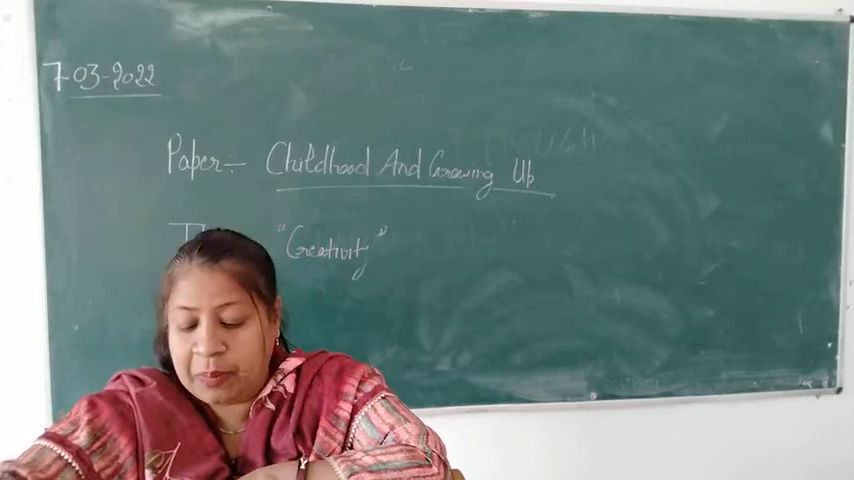 7-03-2022
Paper:- Childhood And Growing Up
"Creativity"